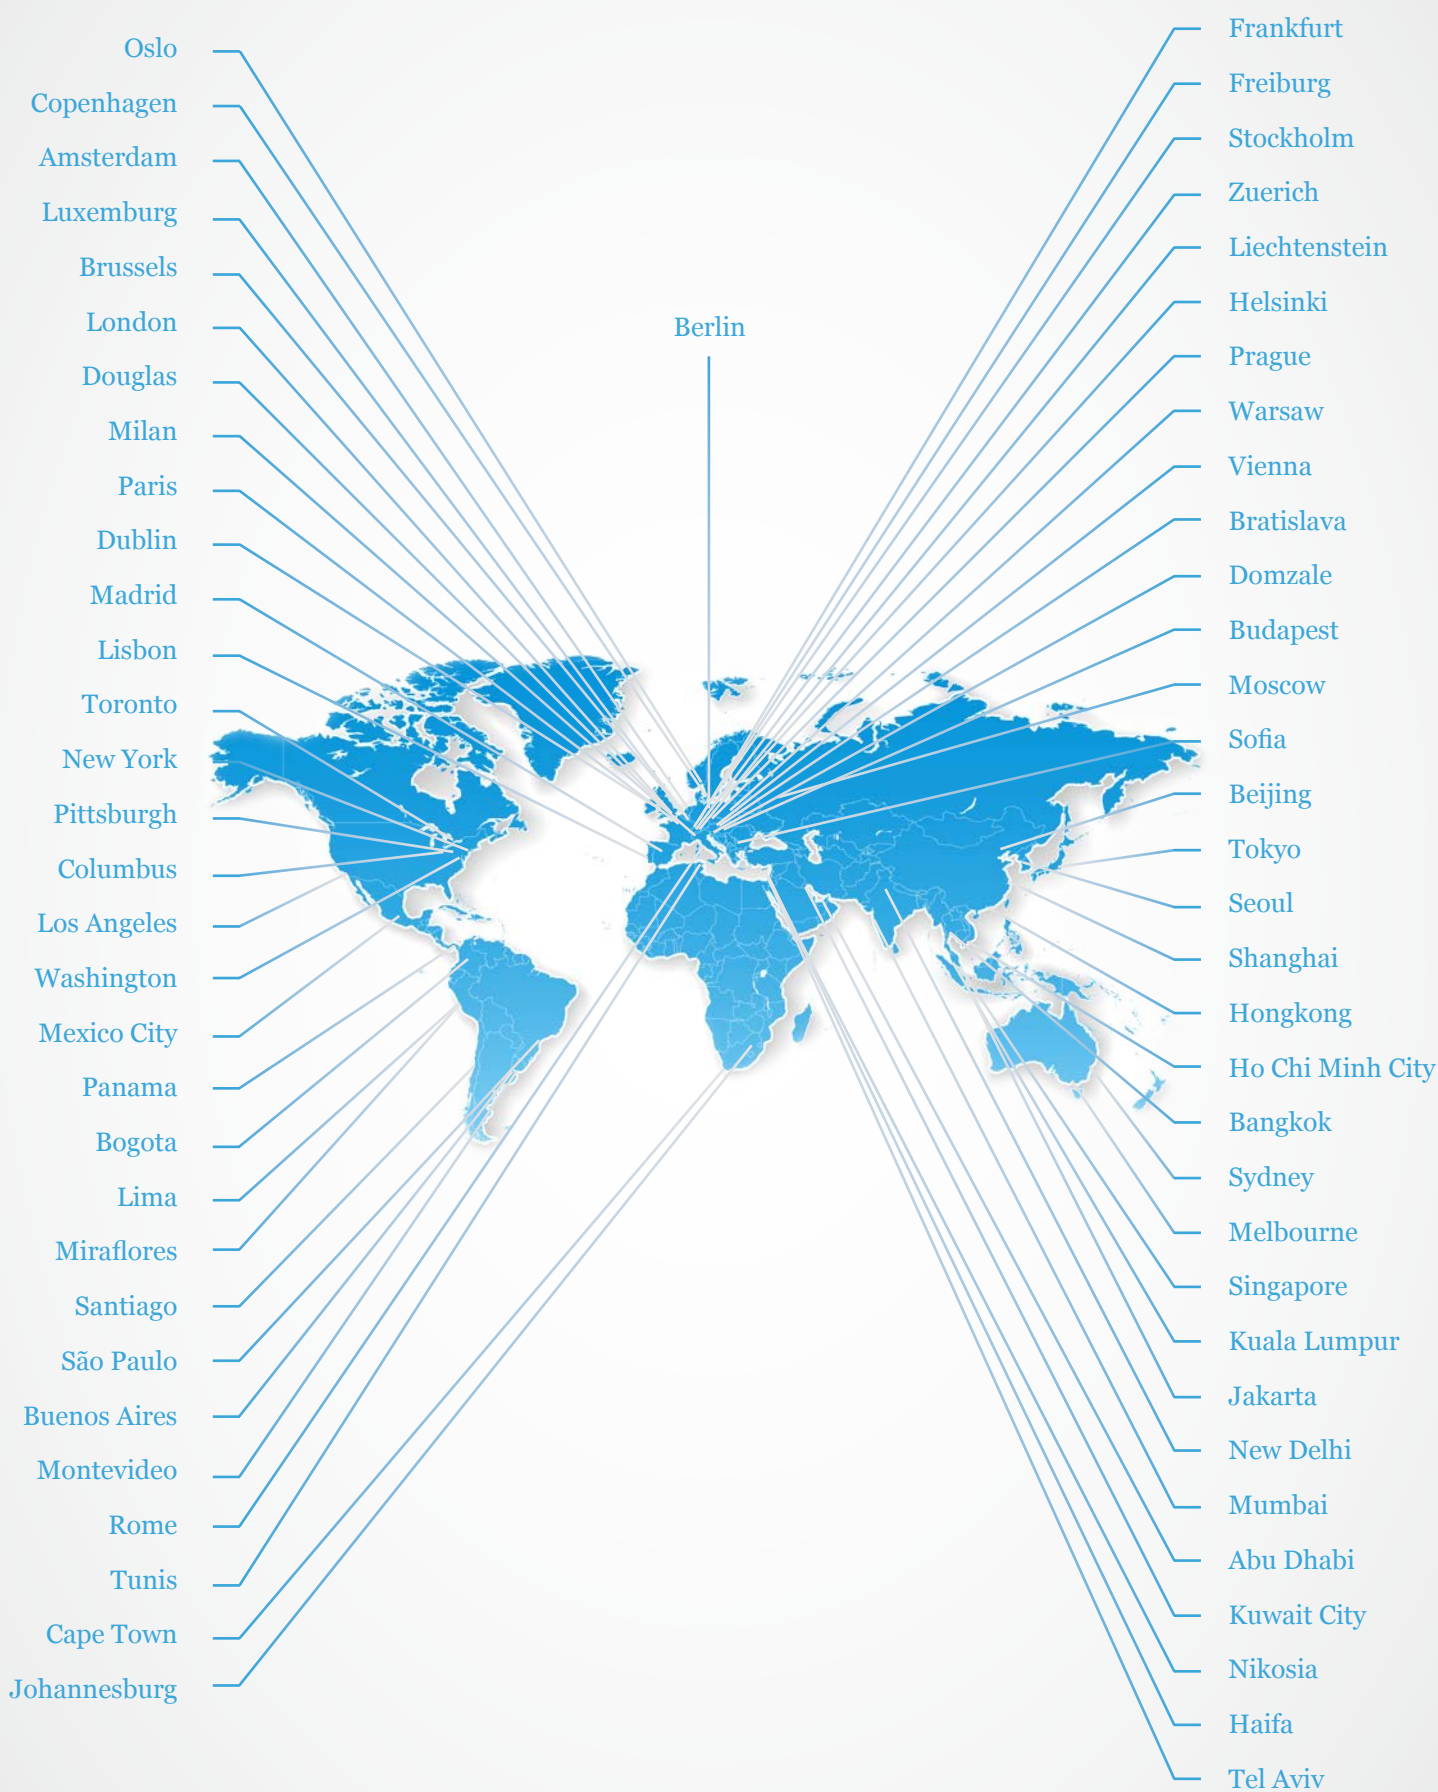 Oslo
Copenhagen
Amsterdam
Luxemburg
Brussels
London
Douglas
Milan
Paris
Dublin
Madrid
Lisbon
Toronto
New York
Pittsburgh
Columbus
Los Angeles
Washington
Mexico City
Panama
Bogota
Lima
Miraflores
Santiago
São Paulo
Buenos Aires
Montevideo
Rome
Tunis
Cape Town
Johannesburg
Berlin
Frankfurt
Freiburg
Stockholm
Zuerich
Liechtenstein
Helsinki
Prague
Warsaw
Vienna
Bratislava
Domzale
Budapest
Moscow
Sofia
Beijing
Tokyo
Seoul
Shanghai
Hongkong
Ho Chi Minh City
Bangkok
Sydney
Melbourne
Singapore
Kuala Lumpur
Jakarta
New Delhi
Mumbai
Abu Dhabi
Kuwait City
Nikosia
Haifa
Tel Aviv